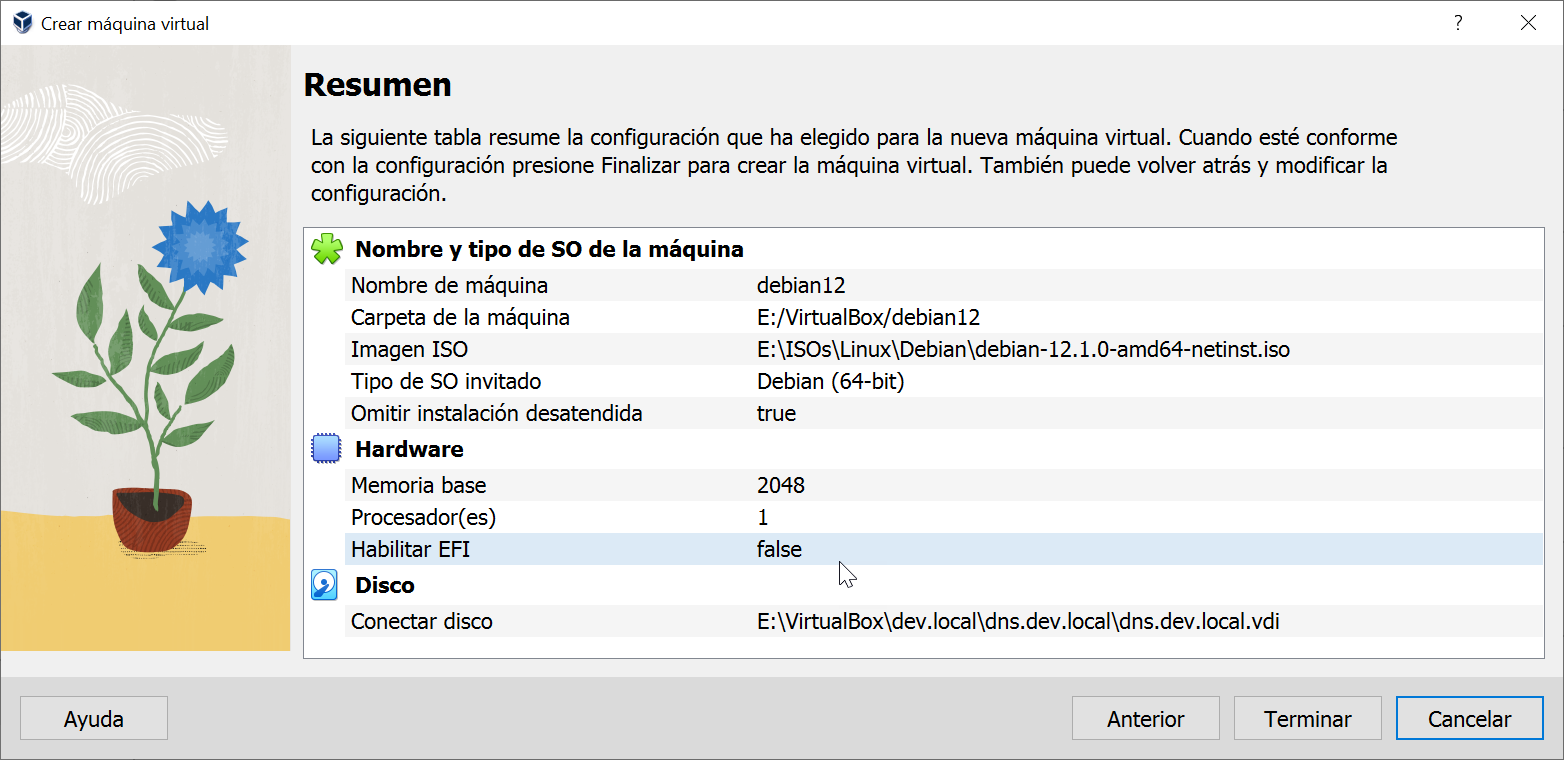 Crear máquina virtual
?
Resumen
La siguiente tabla resume la configuración que ha elegido para la nueva máquina virtual. Cuando esté conforme
con la configuración presione Finalizar para crear la máquina virtual. También puede volver atrás y modificar la
configuración.
Nombre y tipo de SO de la máquina
Nombre de máquina debian12
Carpeta de la máquina E:/VirtualBox/debian12
Imagen ISO E:\ISOs\Linux\Debian\debian-12.1.0-amd64-netinst.iso
Tipo de SO invitado Debian (64-bit)
Omitir instalación desatendida true
Hardware
Memoria base 2048
Procesador(es) 1
Habilitar EFI false
Disco
Conectar disco E:\VirtualBox\dev.local\dns.dev.local\dns.dev.local.vdi
Ayuda Anterior Terminar Cancelar